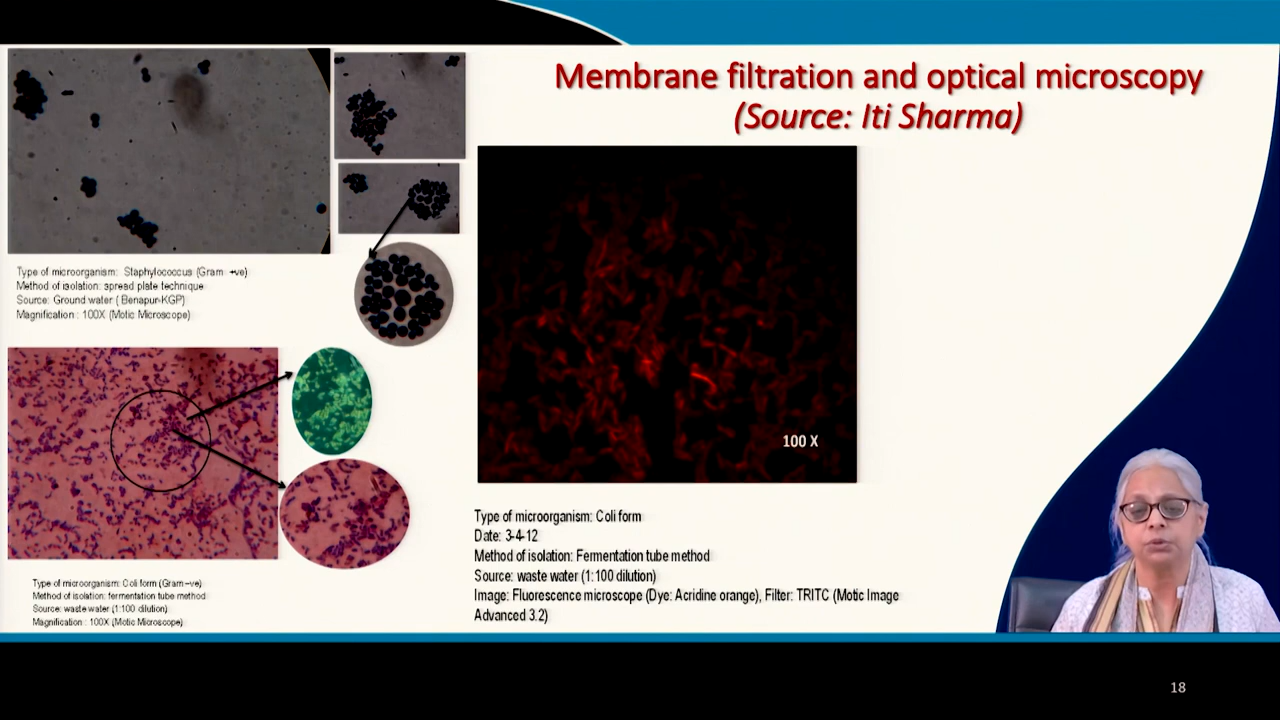 Membrane filtration and optical microscopy
(Source: Iti Sharma)
Type of microorganism: Staphylococcus (Gram +ve)
Method of isolation: spread plate technique
Source: Ground water ( Benapur-KGP)
Magnification : 100X (Motic Microscope)
100 X
Type of microorganism: Coli form (Gram –ve)
Method of isolation: fermentation tube method
Source: waste water (1:100 dilution)
Magnification : 100X (Motic Microscope)
Type of microorganism: Coli form
Date: 3-4-12
Method of isolation: Fermentation tube method
Source: waste water (1:100 dilution)
Image: Fluorescence microscope (Dye: Acridine orange), Filter: TRITC (Motic Image
Advanced 3.2)
18